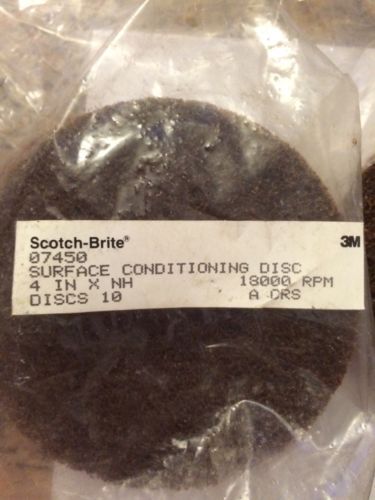 Scotch-Brite® 3M
07450
SURFACE CONDITIONING DISC
4 IN X NH 18000 RPM
DISCS 10 A CRS